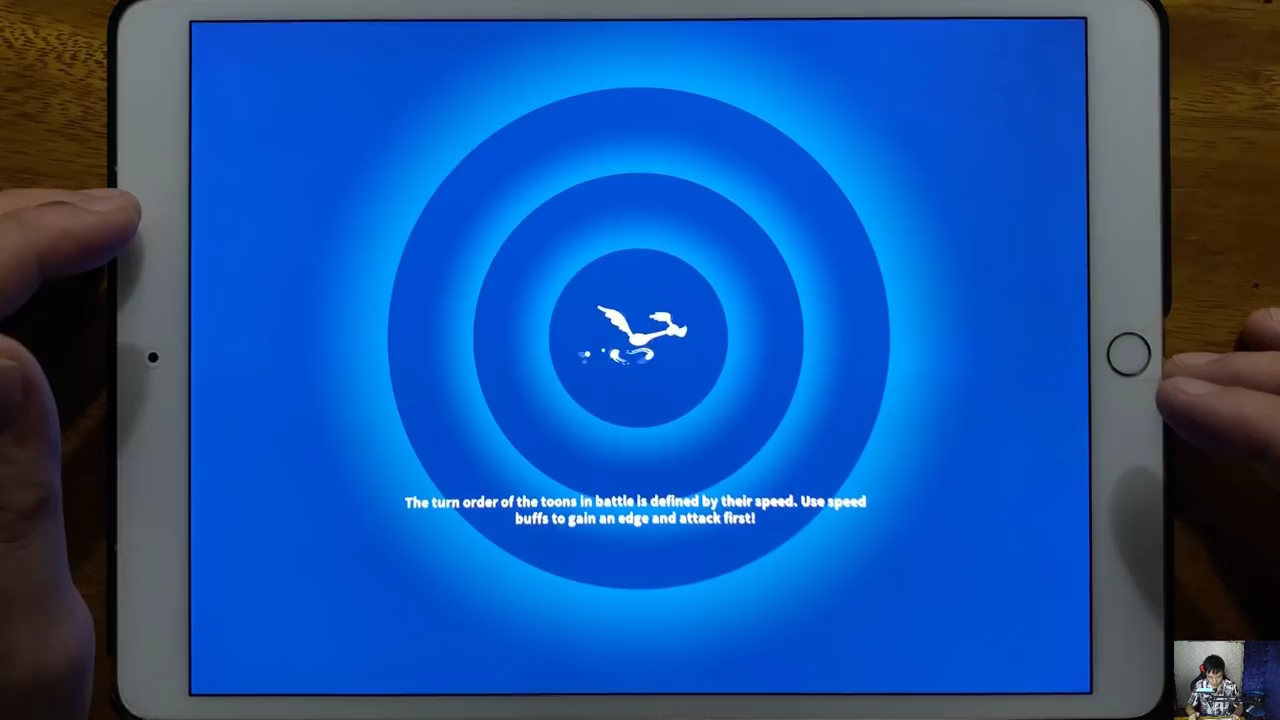 The turn order of the toons in battle is defined by their speed. Use speed
buffs to gain an edge and attack first!